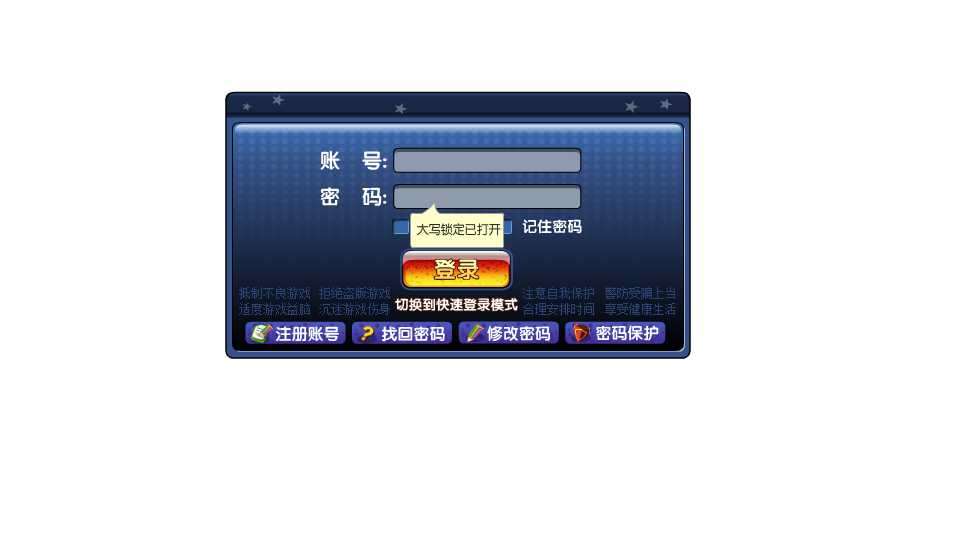 账 号:
密 码:
大写锁定已打开
记住密码
登录
抵制不良游戏 拒绝盗版游戏 注意自我保护 警防受骗上当
适度游戏益脑 沉迷游戏伤身 合理安排时间 享受健康生活
切换到快速登录模式
注册账号 找回密码 修改密码 密码保护